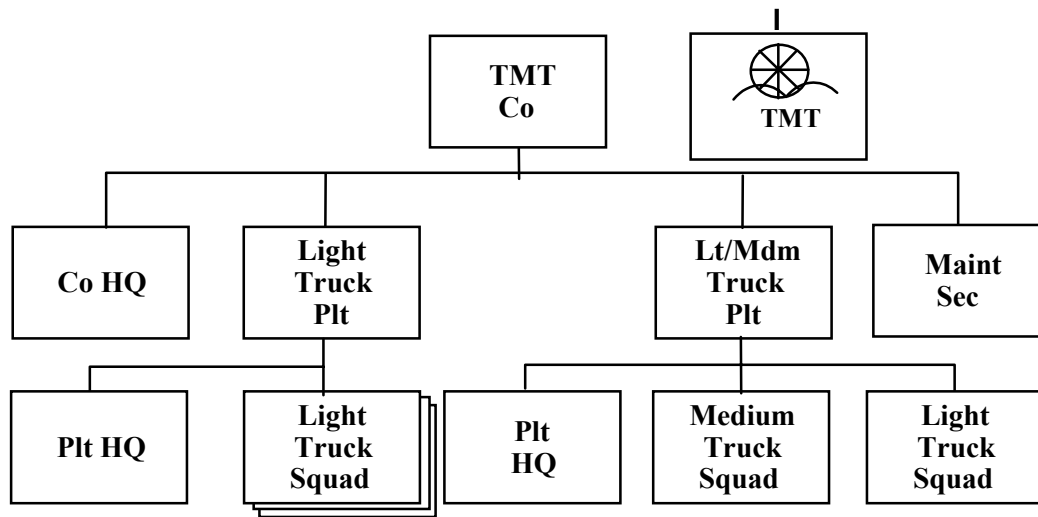 TMT
Co
TMT
Co HQ
Light
Truck
Plt
Lt/Mdm
Truck
Plt
Maint
Sec
Plt HQ
Light
Truck
Squad
Plt
HQ
Medium
Truck
Squad
Light
Truck
Squad